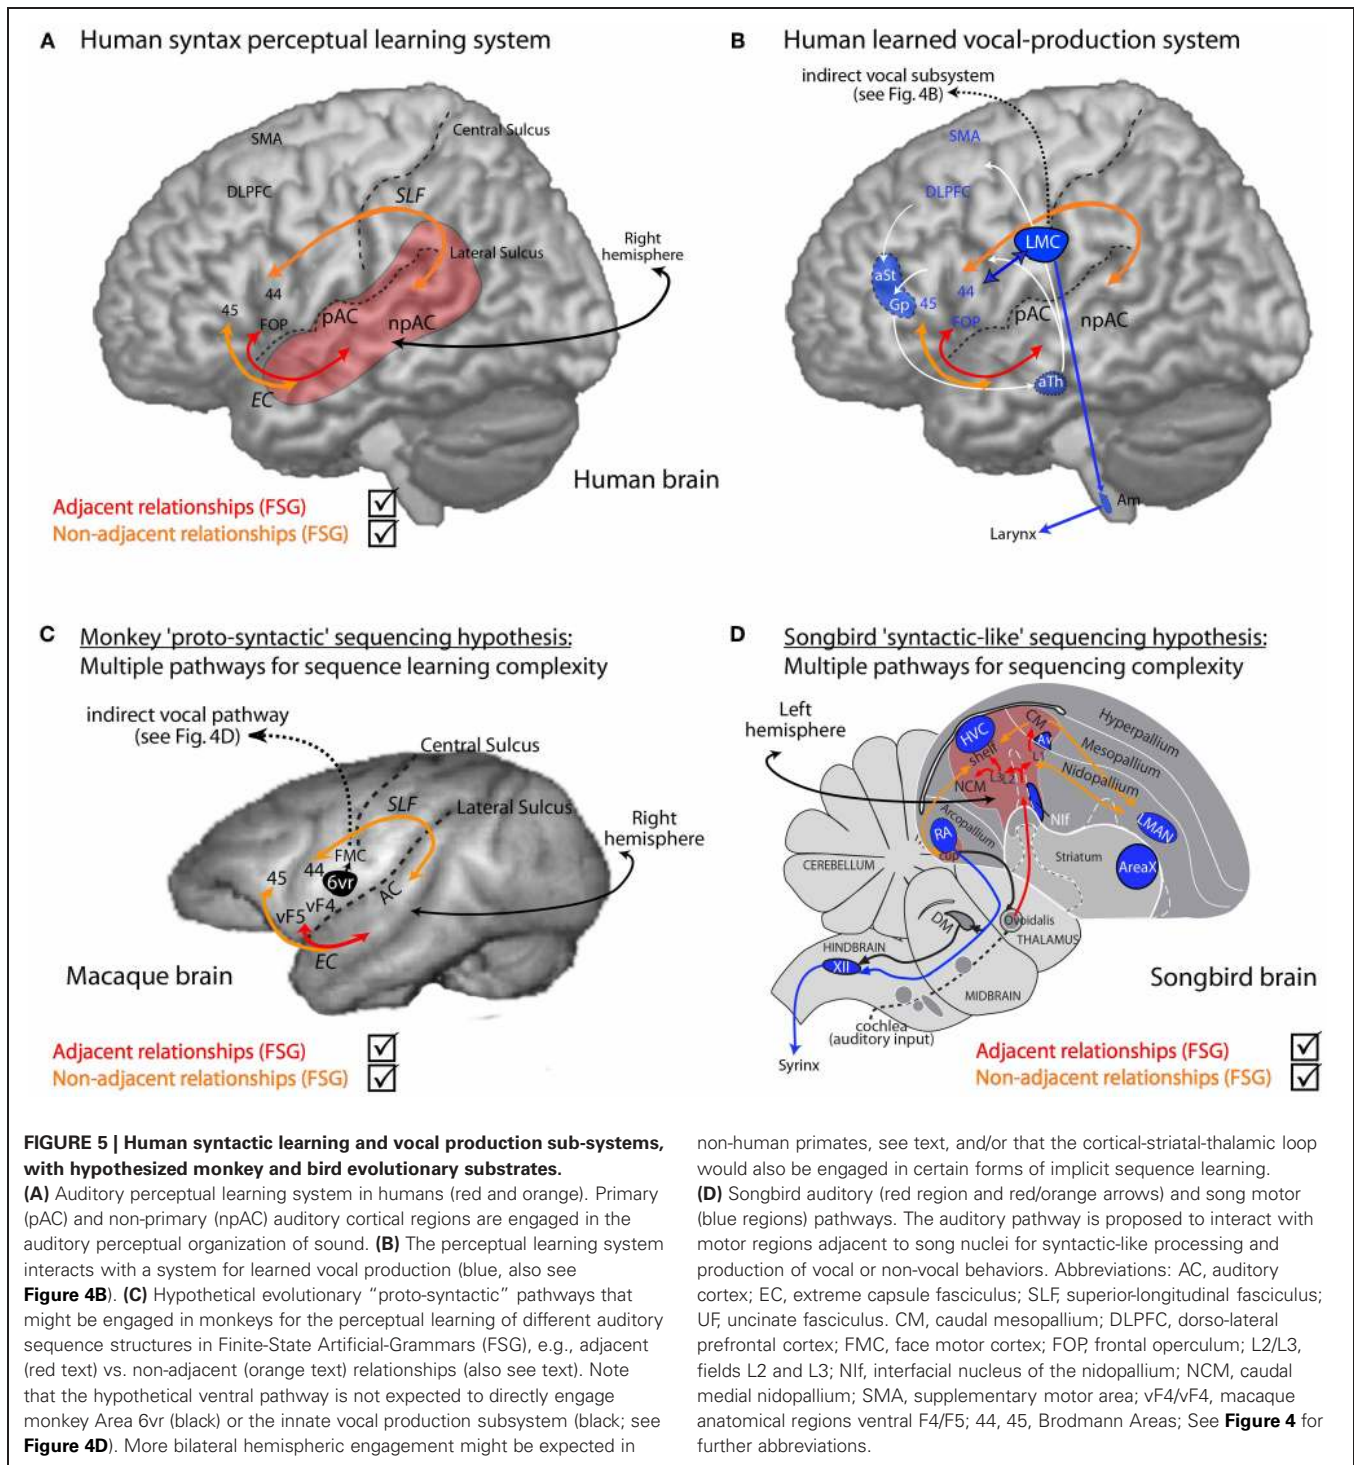 A Human syntax perceptual learning system
SMA
Central Sulcus
DLPFC
SLF
Right
hemisphere
Lateral Sulcus
44
45
FOP
pAC
npAC
EC
Human brain
Adjacent relationships (FSG)
Non-adjacent relationships (FSG)
B Human learned vocal-production system
indirect vocal subsystem
(see Fig. 4B)
SMA
DLPFC
LMC
aSt
Gp
45
44
FOP
pAC
npAC
aTh
Am
Larynx
C Monkey 'proto-syntactic' sequencing hypothesis:
Multiple pathways for sequence learning complexity
indirect vocal pathway
(see Fig. 4D)
Central Sulcus
SLF
Lateral Sulcus
Right
hemisphere
FMC
44
45
6vr
AC
vF4
vF5
EC
Macaque brain
Adjacent relationships (FSG)
Non-adjacent relationships (FSG)
D Songbird 'syntactic-like' sequencing hypothesis:
Multiple pathways for sequencing complexity
Left
hemisphere
HVC
CM
Hyperpallium
Av
shelf
L1
Mesopallium
L3
L2
Nidopallium
NCM
NIf
Arcopallium
LMAN
RA
cup
Striatum
AreaX
CEREBELLUM
DM
Ovoidalis
THALAMUS
HINDBRAIN
XII
MIDBRAIN
Songbird brain
cochlea
(auditory input)
Syrinx
Adjacent relationships (FSG)
Non-adjacent relationships (FSG)
FIGURE 5 | Human syntactic learning and vocal production sub-systems,
with hypothesized monkey and bird evolutionary substrates.
(A) Auditory perceptual learning system in humans (red and orange). Primary
(pAC) and non-primary (npAC) auditory cortical regions are engaged in the
auditory perceptual organization of sound. (B) The perceptual learning system
interacts with a system for learned vocal production (blue, also see
Figure 4B). (C) Hypothetical evolutionary “proto-syntactic” pathways that
might be engaged in monkeys for the perceptual learning of different auditory
sequence structures in Finite-State Artificial-Grammars (FSG), e.g., adjacent
(red text) vs. non-adjacent (orange text) relationships (also see text). Note
that the hypothetical ventral pathway is not expected to directly engage
monkey Area 6vr (black) or the innate vocal production subsystem (black; see
Figure 4D). More bilateral hemispheric engagement might be expected in
non-human primates, see text, and/or that the cortical-striatal-thalamic loop
would also be engaged in certain forms of implicit sequence learning.
(D) Songbird auditory (red region and red/orange arrows) and song motor
(blue regions) pathways. The auditory pathway is proposed to interact with
motor regions adjacent to song nuclei for syntactic-like processing and
production of vocal or non-vocal behaviors. Abbreviations: AC, auditory
cortex; EC, extreme capsule fasciculus; SLF, superior-longitudinal fasciculus;
UF, uncinate fasciculus. CM, caudal mesopallium; DLPFC, dorso-lateral
prefrontal cortex; FMC, face motor cortex; FOP, frontal operculum; L2/L3,
fields L2 and L3; NIf, interfacial nucleus of the nidopallium; NCM, caudal
medial nidopallium; SMA, supplementary motor area; vF4/vF4, macaque
anatomical regions ventral F4/F5; 44, 45, Brodmann Areas; See Figure 4 for
further abbreviations.